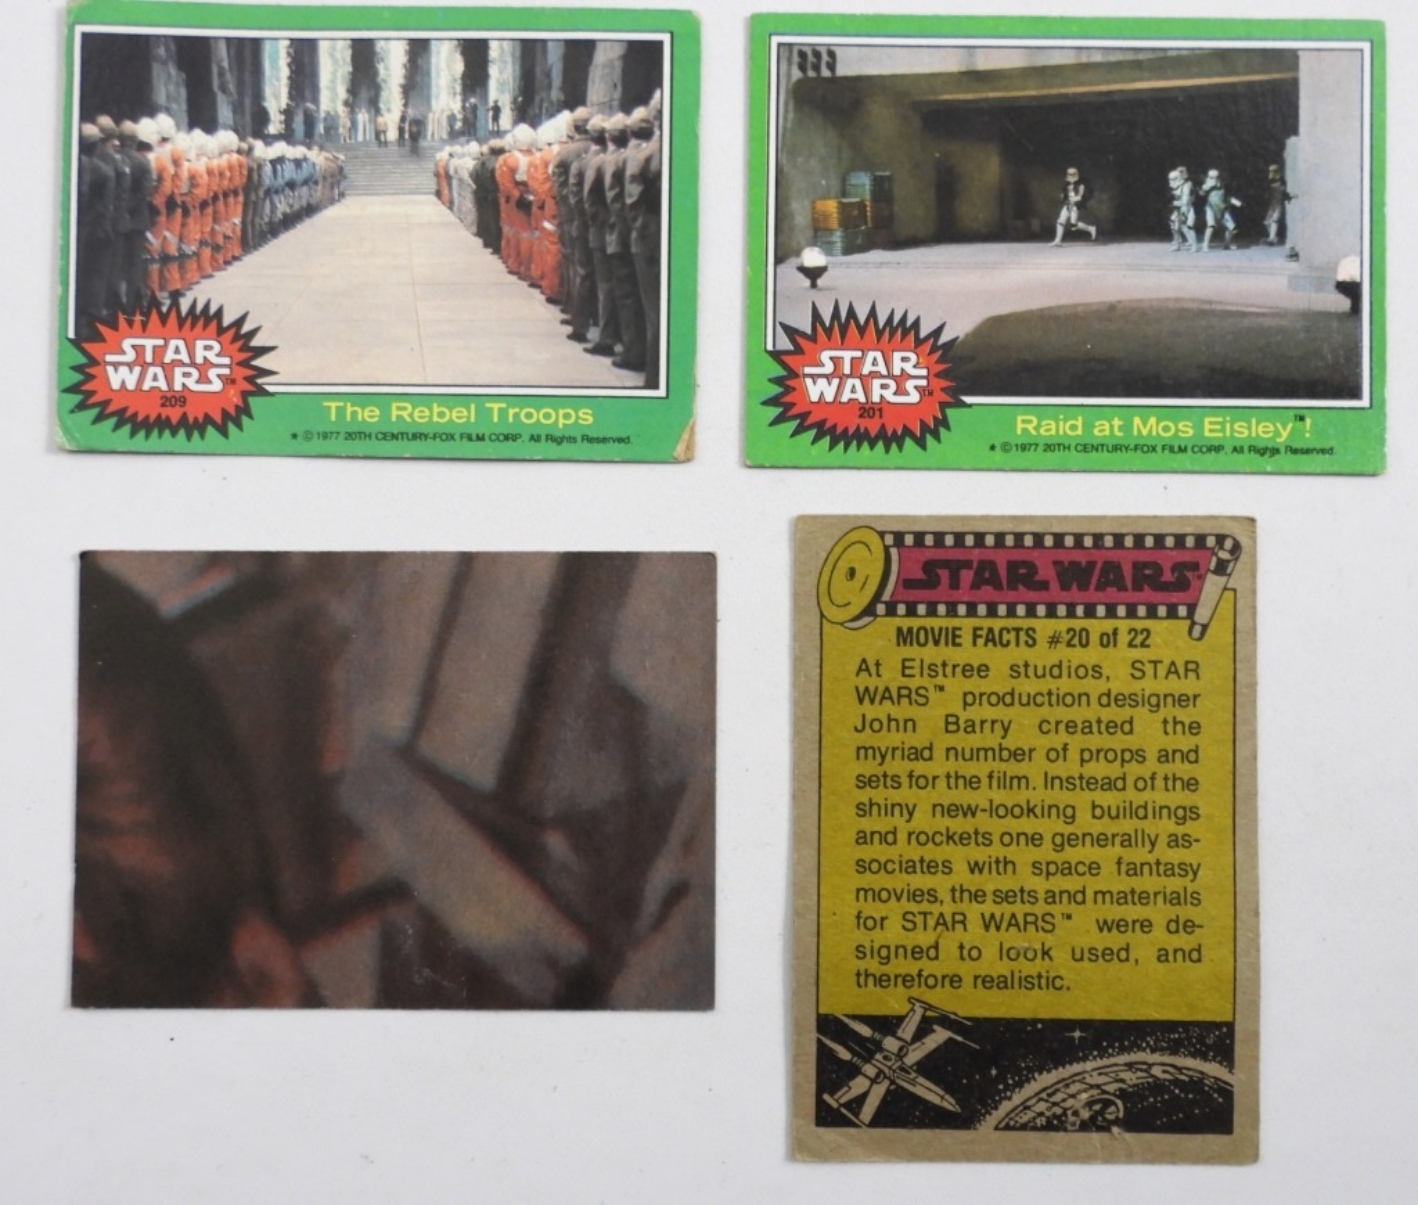 STAR
WARS™
209
The Rebel Troops
★ ©1977 20TH CENTURY-FOX FILM CORP. All Rights Reserved.
STAR
WARS™
201
Raid at Mos Eisley™!
★ ©1977 20TH CENTURY-FOX FILM CORP. All Rights Reserved.
STAR WARS™
MOVIE FACTS #20 of 22
At Elstree studios, STAR
WARS™ production designer
John Barry created the
myriad number of props and
sets for the film. Instead of the
shiny new-looking buildings
and rockets one generally as-
sociates with space fantasy
movies, the sets and materials
for STAR WARS™ were de-
signed to look used, and
therefore realistic.